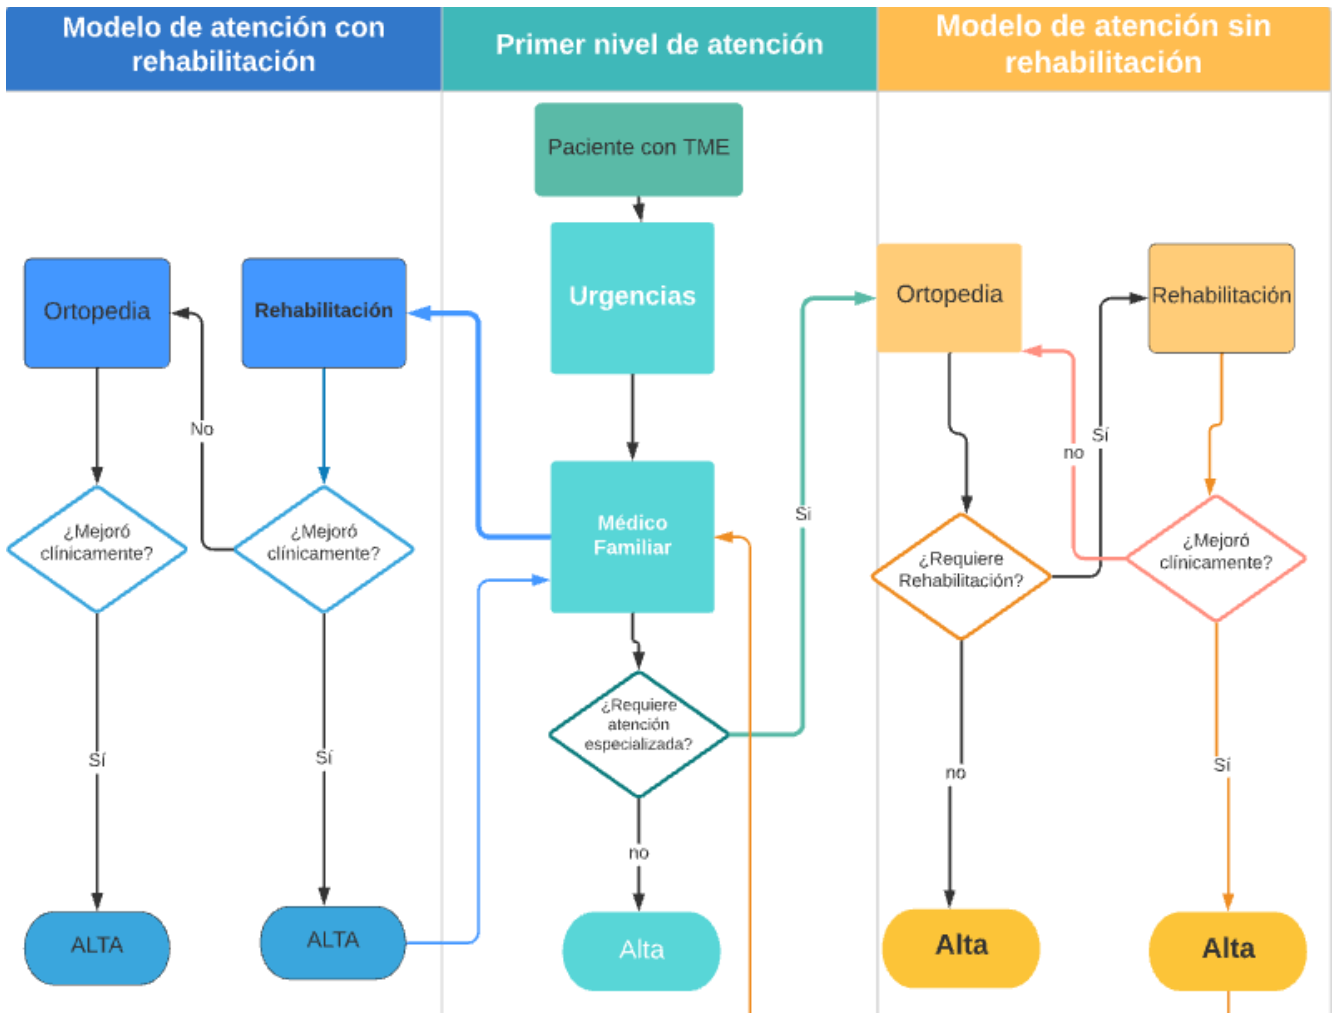 Modelo de atención con
rehabilitación
Primer nivel de atención
Modelo de atención sin
rehabilitación
Paciente con TME
Urgencias
Ortopedia
Rehabilitación
Ortopedia
Rehabilitación
No
Sí
no
¿Mejoró
clínicamente?
¿Mejoró
clínicamente?
Médico
Familiar
Si
¿Requiere
Rehabilitación?
¿Mejoró
clínicamente?
¿Requiere
atención
especializada?
Sí
Sí
no
no
Sí
ALTA
ALTA
Alta
Alta
Alta